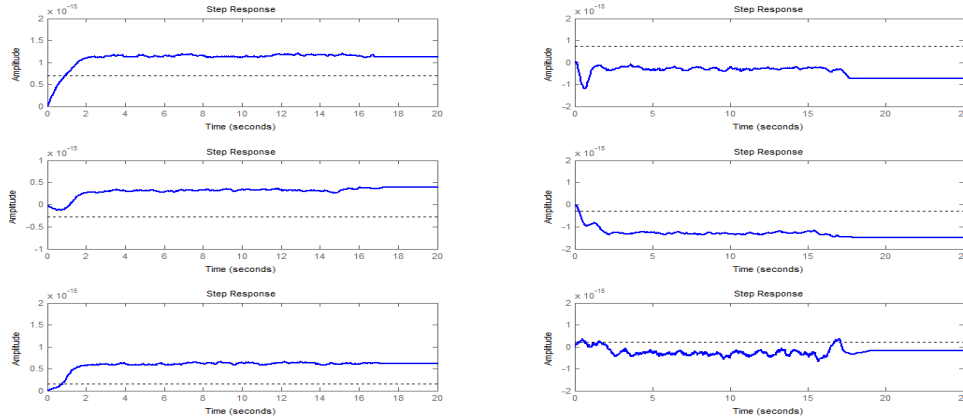 Step Response
× 10⁻¹⁵
Amplitude
2
1.5
1
0.5
0
0 2 4 6 8 10 12 14 16 18 20
Time (seconds)
Step Response
× 10⁻¹⁵
Amplitude
2
1
0
-1
-2
0 5 10 15 20 25
Time (seconds)
Step Response
× 10⁻¹⁵
Amplitude
1
0.5
0
-0.5
-1
0 2 4 6 8 10 12 14 16 18 20
Time (seconds)
Step Response
× 10⁻¹⁵
Amplitude
2
1
0
-1
-2
0 5 10 15 20 25
Time (seconds)
Step Response
× 10⁻¹⁵
Amplitude
2
1.5
1
0.5
0
0 2 4 6 8 10 12 14 16 18 20
Time (seconds)
Step Response
× 10⁻¹⁵
Amplitude
2
1
0
-1
-2
0 5 10 15 20 25
Time (seconds)